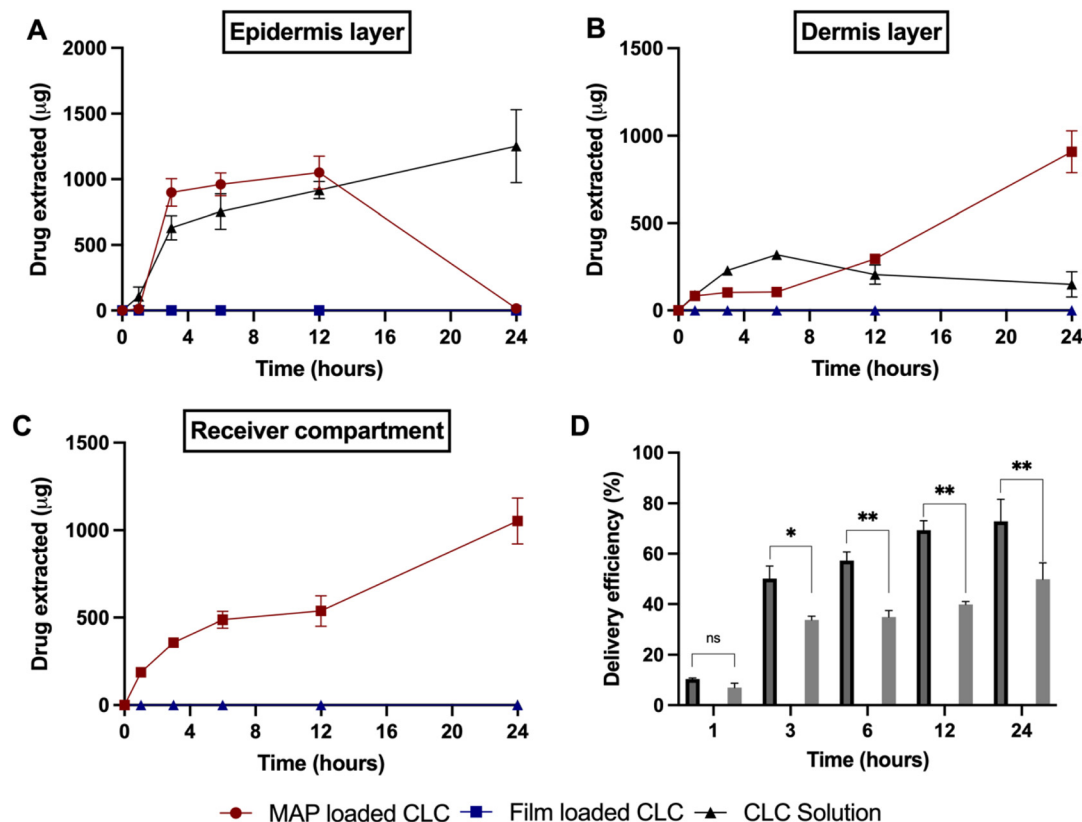 A
Epidermis layer
Drug extracted (µg)
2000
1500
1000
500
0
0 4 8 12 16 20 24
Time (hours)
B
Dermis layer
Drug extracted (µg)
1500
1000
500
0
0 4 8 12 16 20 24
Time (hours)
C
Receiver compartment
Drug extracted (µg)
1500
1000
500
0
0 4 8 12 16 20 24
Time (hours)
D
Delivery efficiency (%)
100
80
60
40
20
0
ns * ** ** **
1 3 6 12 24
Time (hours)
MAP loaded CLC Film loaded CLC CLC Solution